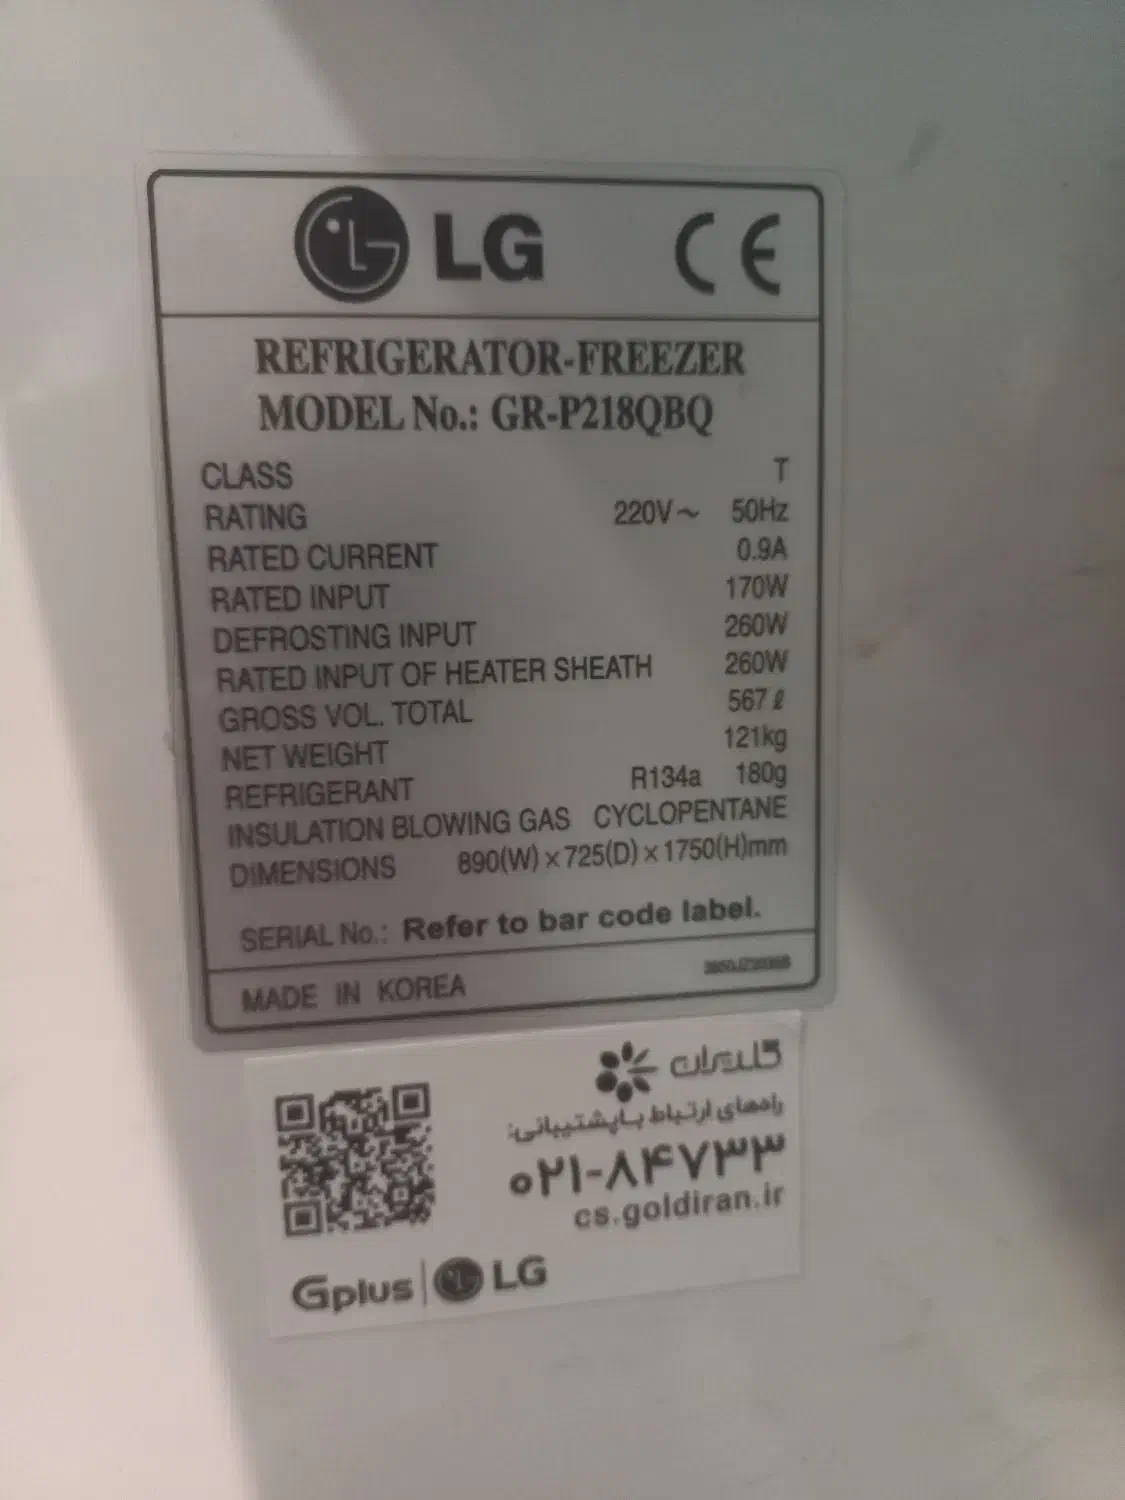 LG CE
REFRIGERATOR-FREEZER
MODEL No.: GR-P218QBQ
CLASS T
RATING 220V~ 50Hz
RATED CURRENT 0.9A
RATED INPUT 170W
DEFROSTING INPUT 260W
RATED INPUT OF HEATER SHEATH 260W
GROSS VOL. TOTAL 567 ℓ
NET WEIGHT 121kg
REFRIGERANT R134a 180g
INSULATION BLOWING GAS CYCLOPENTANE
DIMENSIONS 890(W)×725(D)×1750(H)mm
SERIAL No.: Refer to bar code label.
MADE IN KOREA
گلدیران
راه‌های ارتباط با پشتیبانی:
۰۲۱-۸۴۷۳۳
cs.goldiran.ir
Gplus | LG